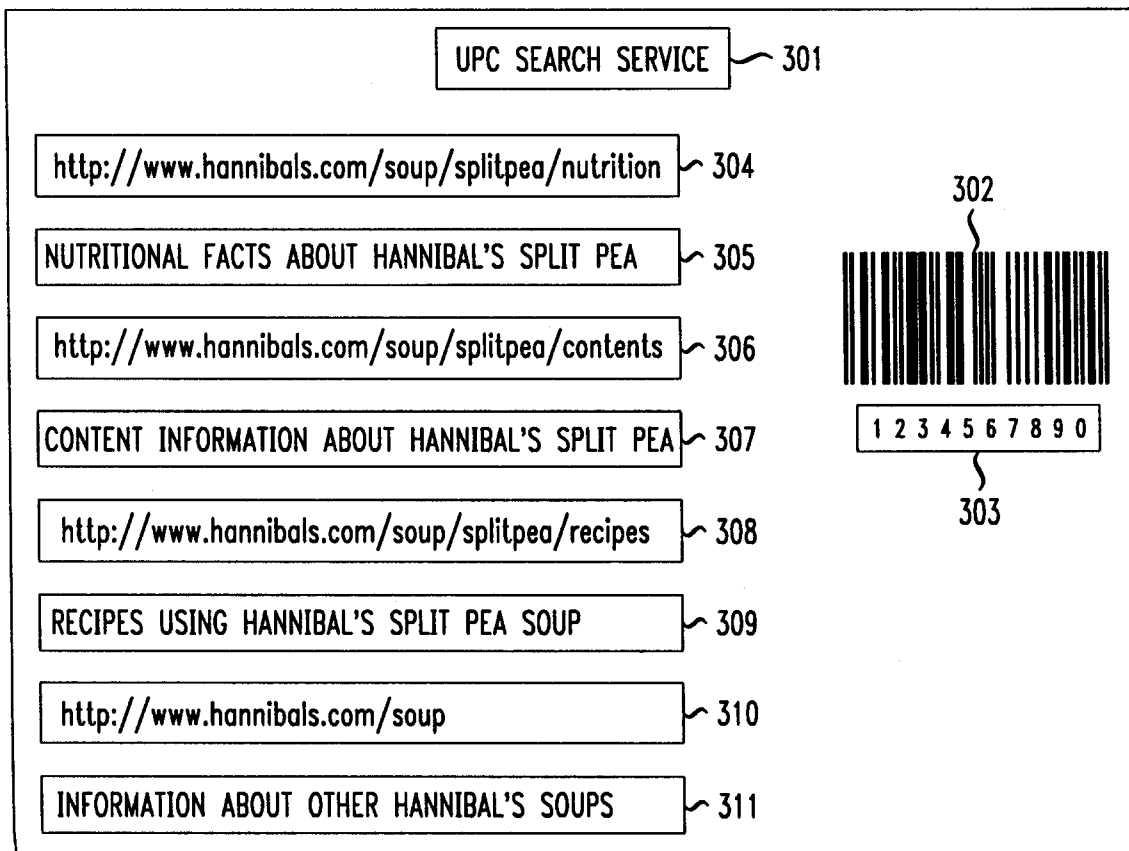 UPC SEARCH SERVICE 301
http://www.hannibals.com/soup/splitpea/nutrition 304
NUTRITIONAL FACTS ABOUT HANNIBAL'S SPLIT PEA 305
http://www.hannibals.com/soup/splitpea/contents 306
CONTENT INFORMATION ABOUT HANNIBAL'S SPLIT PEA 307
http://www.hannibals.com/soup/splitpea/recipes 308
RECIPES USING HANNIBAL'S SPLIT PEA SOUP 309
http://www.hannibals.com/soup 310
INFORMATION ABOUT OTHER HANNIBAL'S SOUPS 311
302
1 2 3 4 5 6 7 8 9 0
303